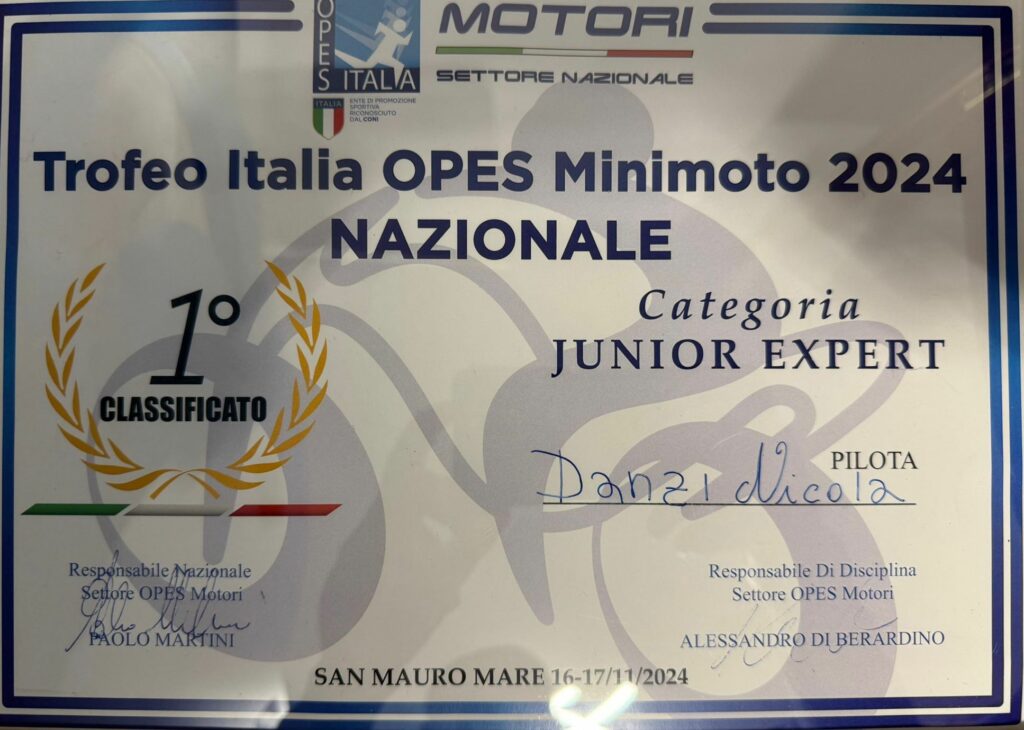 OPES
ITALIA
MOTORI
SETTORE NAZIONALE
ITALIA
ENTE DI PROMOZIONE
SPORTIVA
RICONOSCIUTO
DAL CONI
Trofeo Italia OPES Minimoto 2024
NAZIONALE
1°
CLASSIFICATO
Categoria
JUNIOR EXPERT
PILOTA
Danzi Nicola
Responsabile Nazionale
Settore OPES Motori
PAOLO MARTINI
Responsabile Di Disciplina
Settore OPES Motori
ALESSANDRO DI BERARDINO
SAN MAURO MARE 16-17/11/2024